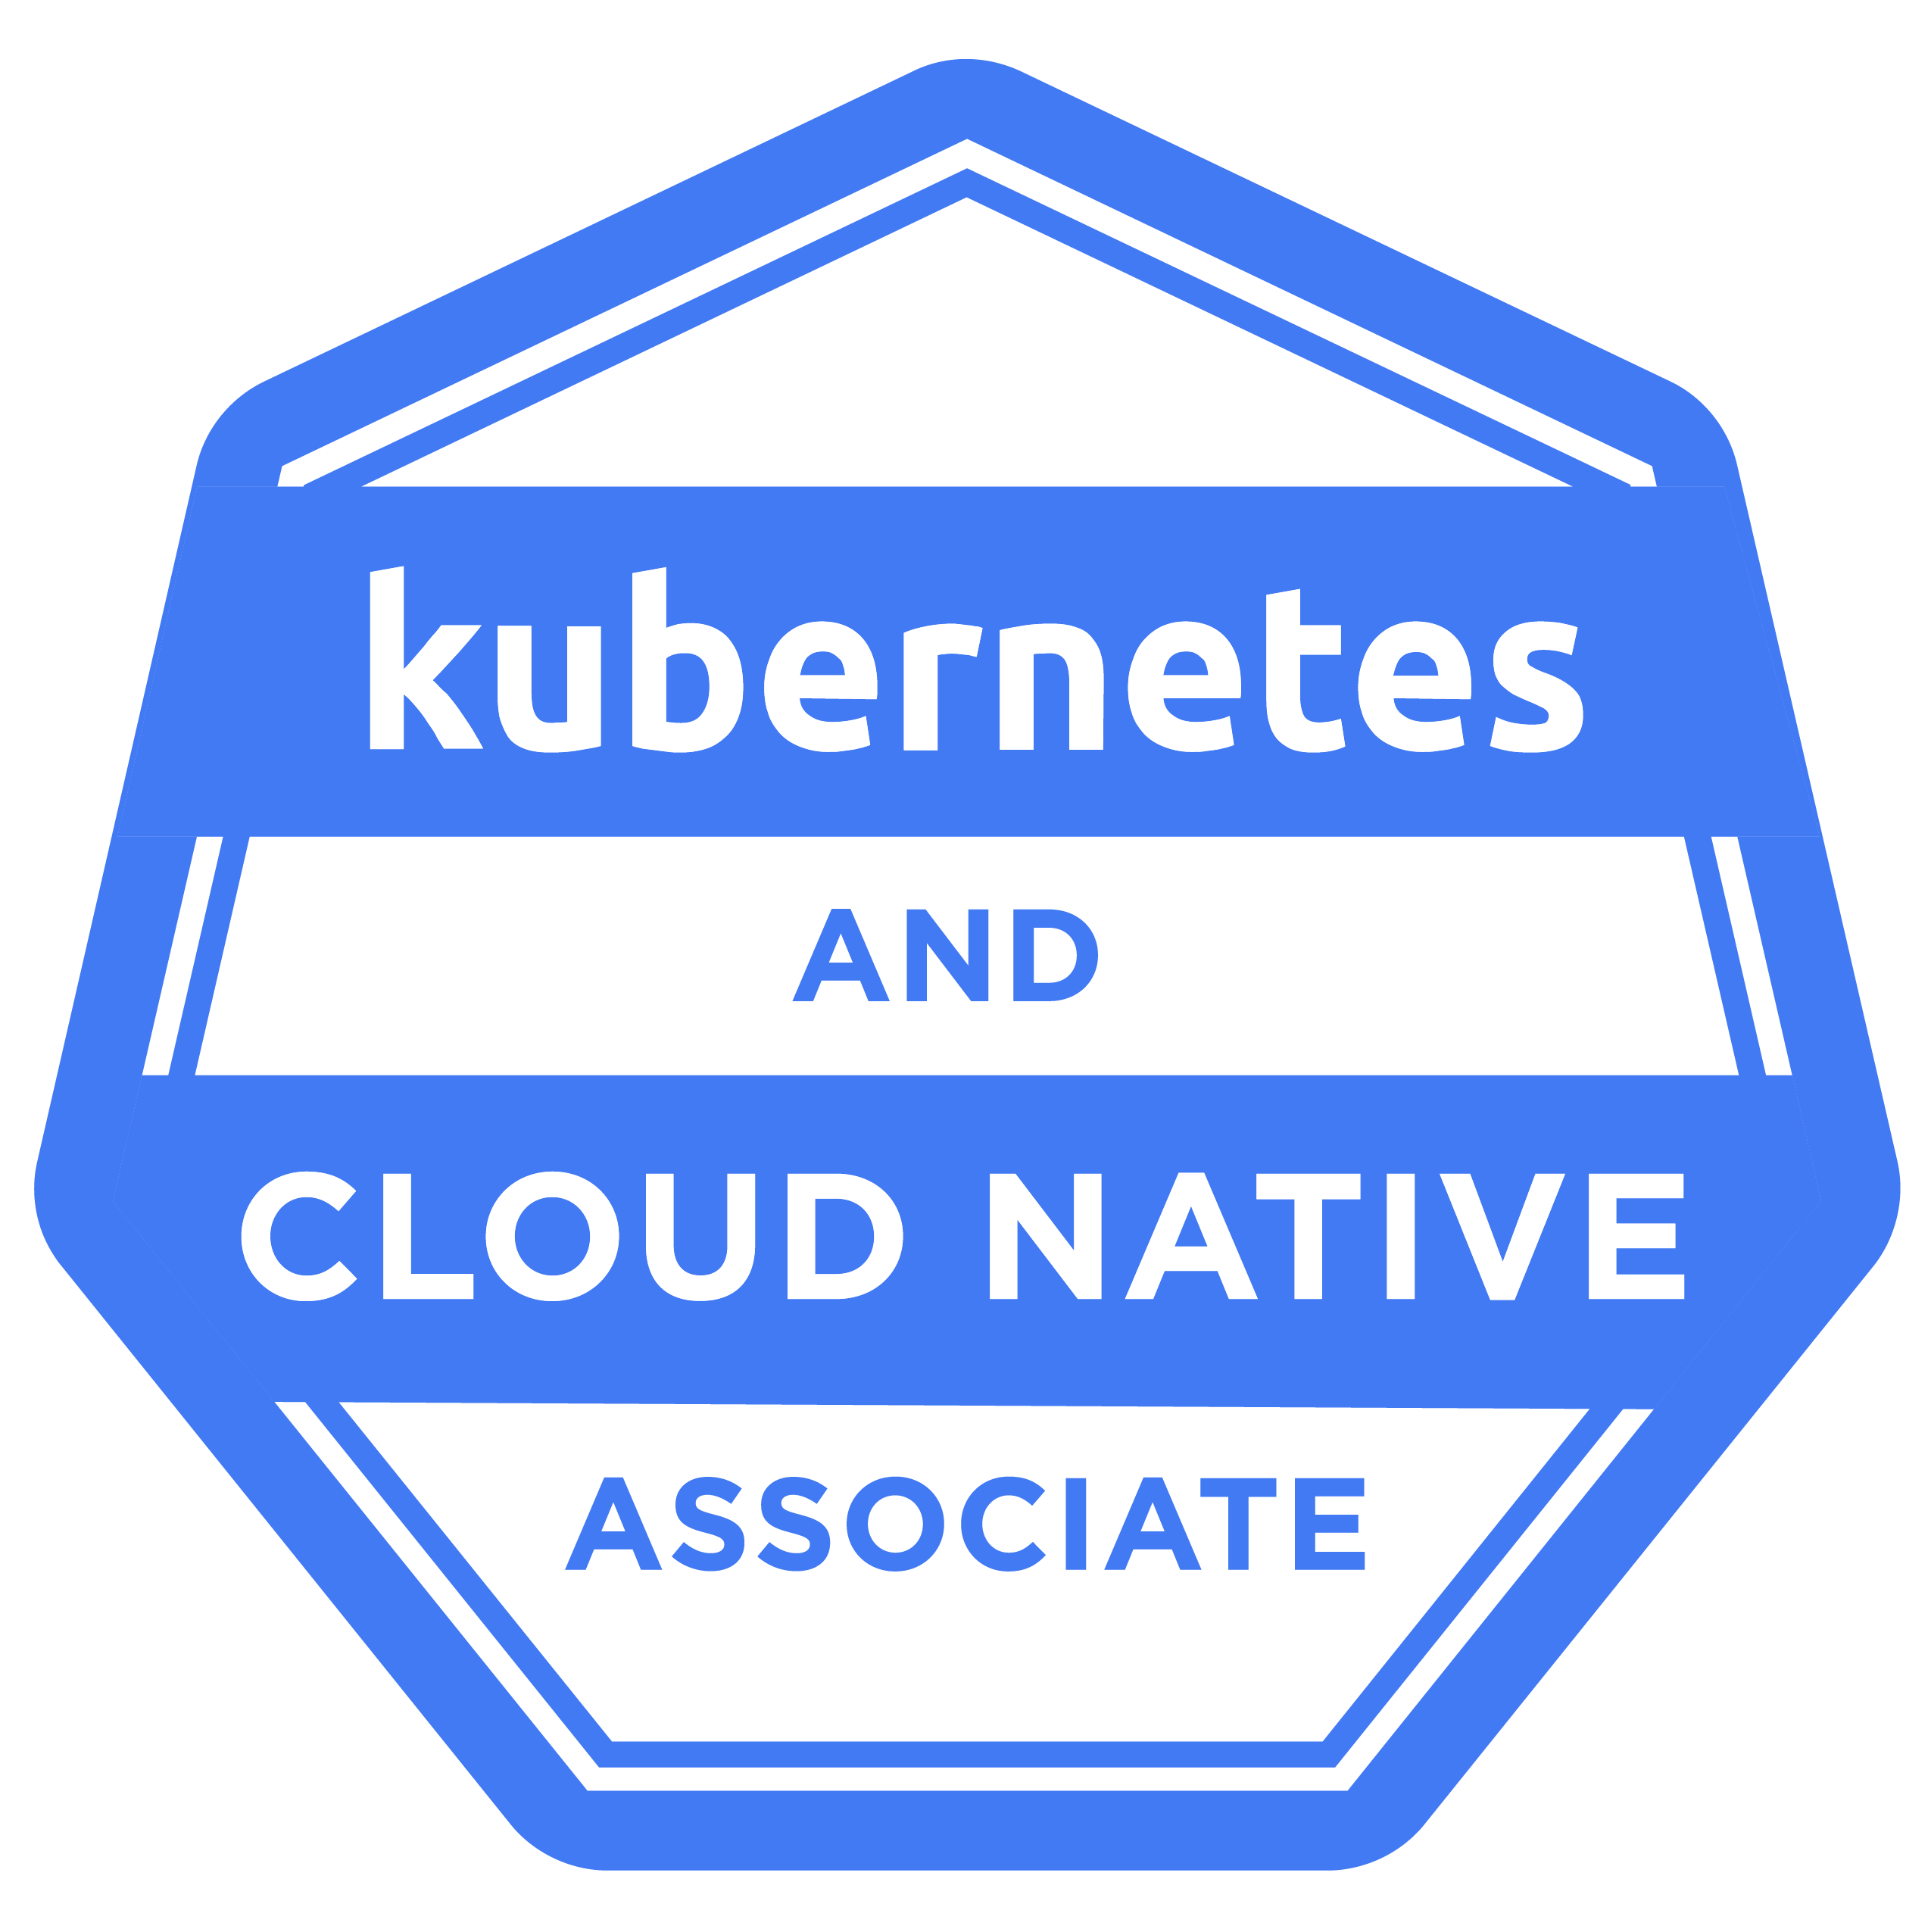 kubernetes
AND
CLOUD NATIVE
ASSOCIATE